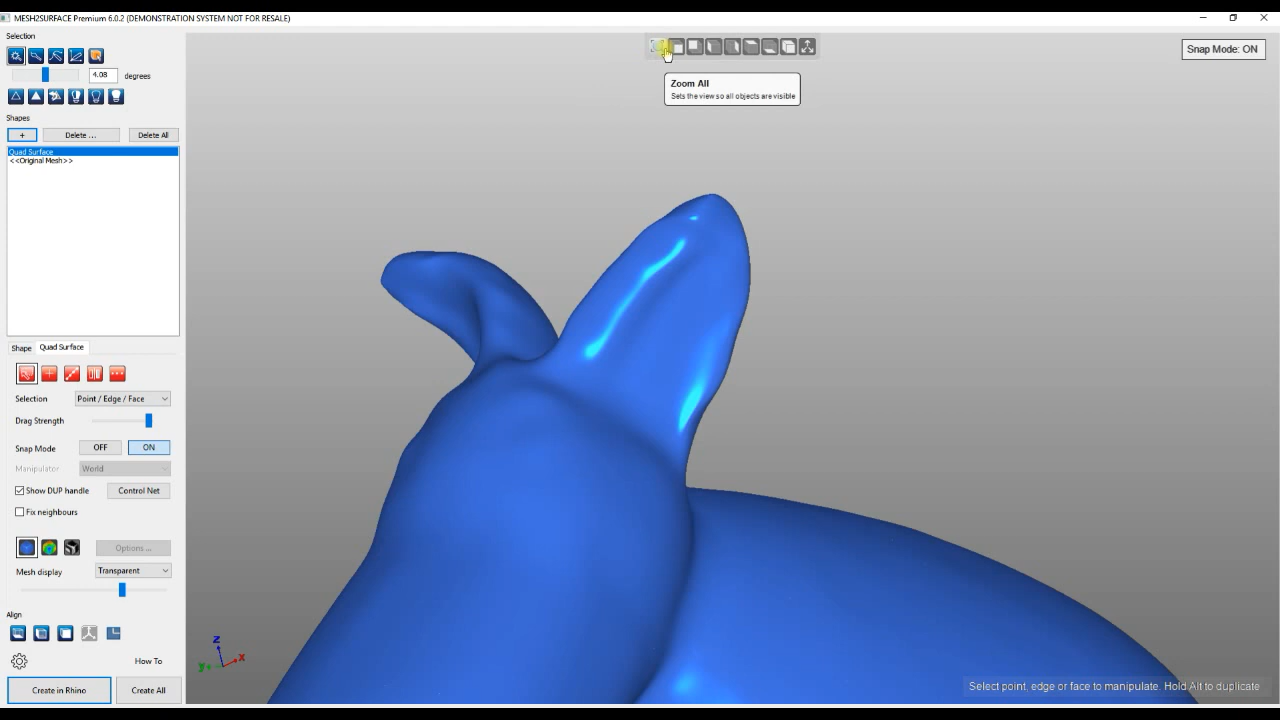 MESH2SURFACE Premium 6.0.2 (DEMONSTRATION SYSTEM NOT FOR RESALE)
Selection
4.08 degrees
Shapes
+ Delete ... Delete All
Quad Surface
<<Original Mesh>>
Shape Quad Surface
Selection Point / Edge / Face
Drag Strength
Snap Mode OFF ON
Manipulator World
Show DUP handle Control Net
Fix neighbours
Options ...
Mesh display Transparent
Align
How To
Create in Rhino Create All
Zoom All
Sets the view so all objects are visible
Snap Mode: ON
z
y
x
Select point, edge or face to manipulate. Hold Alt to duplicate